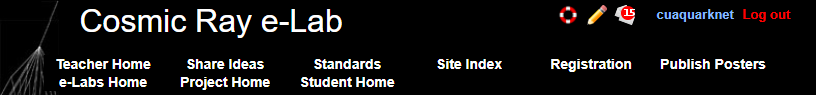 Cosmic Ray e-Lab
15 cuaquarknet Log out
Teacher Home Share Ideas Standards Site Index Registration Publish Posters
e-Labs Home Project Home Student Home